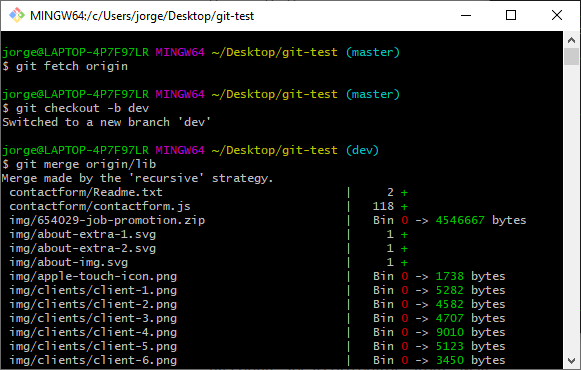 MINGW64:/c/Users/jorge/Desktop/git-test
jorge@LAPTOP-4P7F97LR MINGW64 ~/Desktop/git-test (master)
$ git fetch origin
jorge@LAPTOP-4P7F97LR MINGW64 ~/Desktop/git-test (master)
$ git checkout -b dev
Switched to a new branch 'dev'
jorge@LAPTOP-4P7F97LR MINGW64 ~/Desktop/git-test (dev)
$ git merge origin/lib
Merge made by the 'recursive' strategy.
contactform/Readme.txt | 2 +
contactform/contactform.js | 118 +
img/654029-job-promotion.zip | Bin 0 -> 4546667 bytes
img/about-extra-1.svg | 1 +
img/about-extra-2.svg | 1 +
img/about-img.svg | 1 +
img/apple-touch-icon.png | Bin 0 -> 1738 bytes
img/clients/client-1.png | Bin 0 -> 5282 bytes
img/clients/client-2.png | Bin 0 -> 4582 bytes
img/clients/client-3.png | Bin 0 -> 4707 bytes
img/clients/client-4.png | Bin 0 -> 9010 bytes
img/clients/client-5.png | Bin 0 -> 5123 bytes
img/clients/client-6.png | Bin 0 -> 3450 bytes